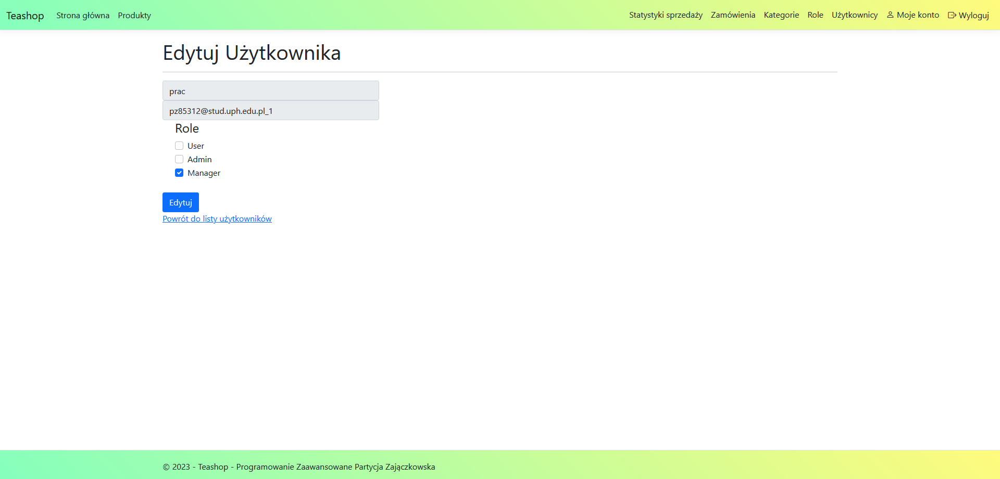 Teashop Strona główna Produkty Statystyki sprzedaży Zamówienia Kategorie Role Użytkownicy Moje konto Wyloguj
Edytuj Użytkownika
prac
pz85312@stud.uph.edu.pl_1
Role
User
Admin
Manager
Edytuj
Powrót do listy użytkowników
© 2023 - Teashop - Programowanie Zaawansowane Partycja Zajączkowska